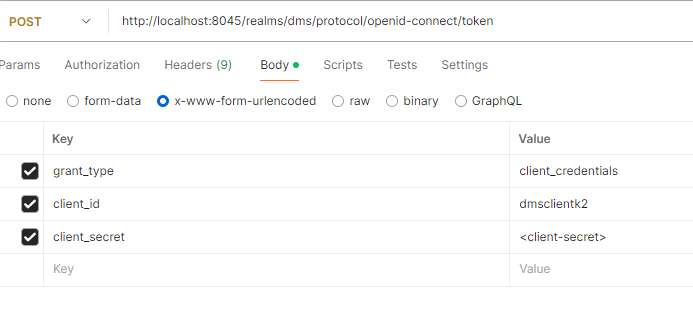 POST http://localhost:8045/realms/dms/protocol/openid-connect/token
Params Authorization Headers (9) Body Scripts Tests Settings
none form-data x-www-form-urlencoded raw binary GraphQL
Key Value
grant_type client_credentials
client_id dmsclientk2
client_secret <client-secret>
Key Value